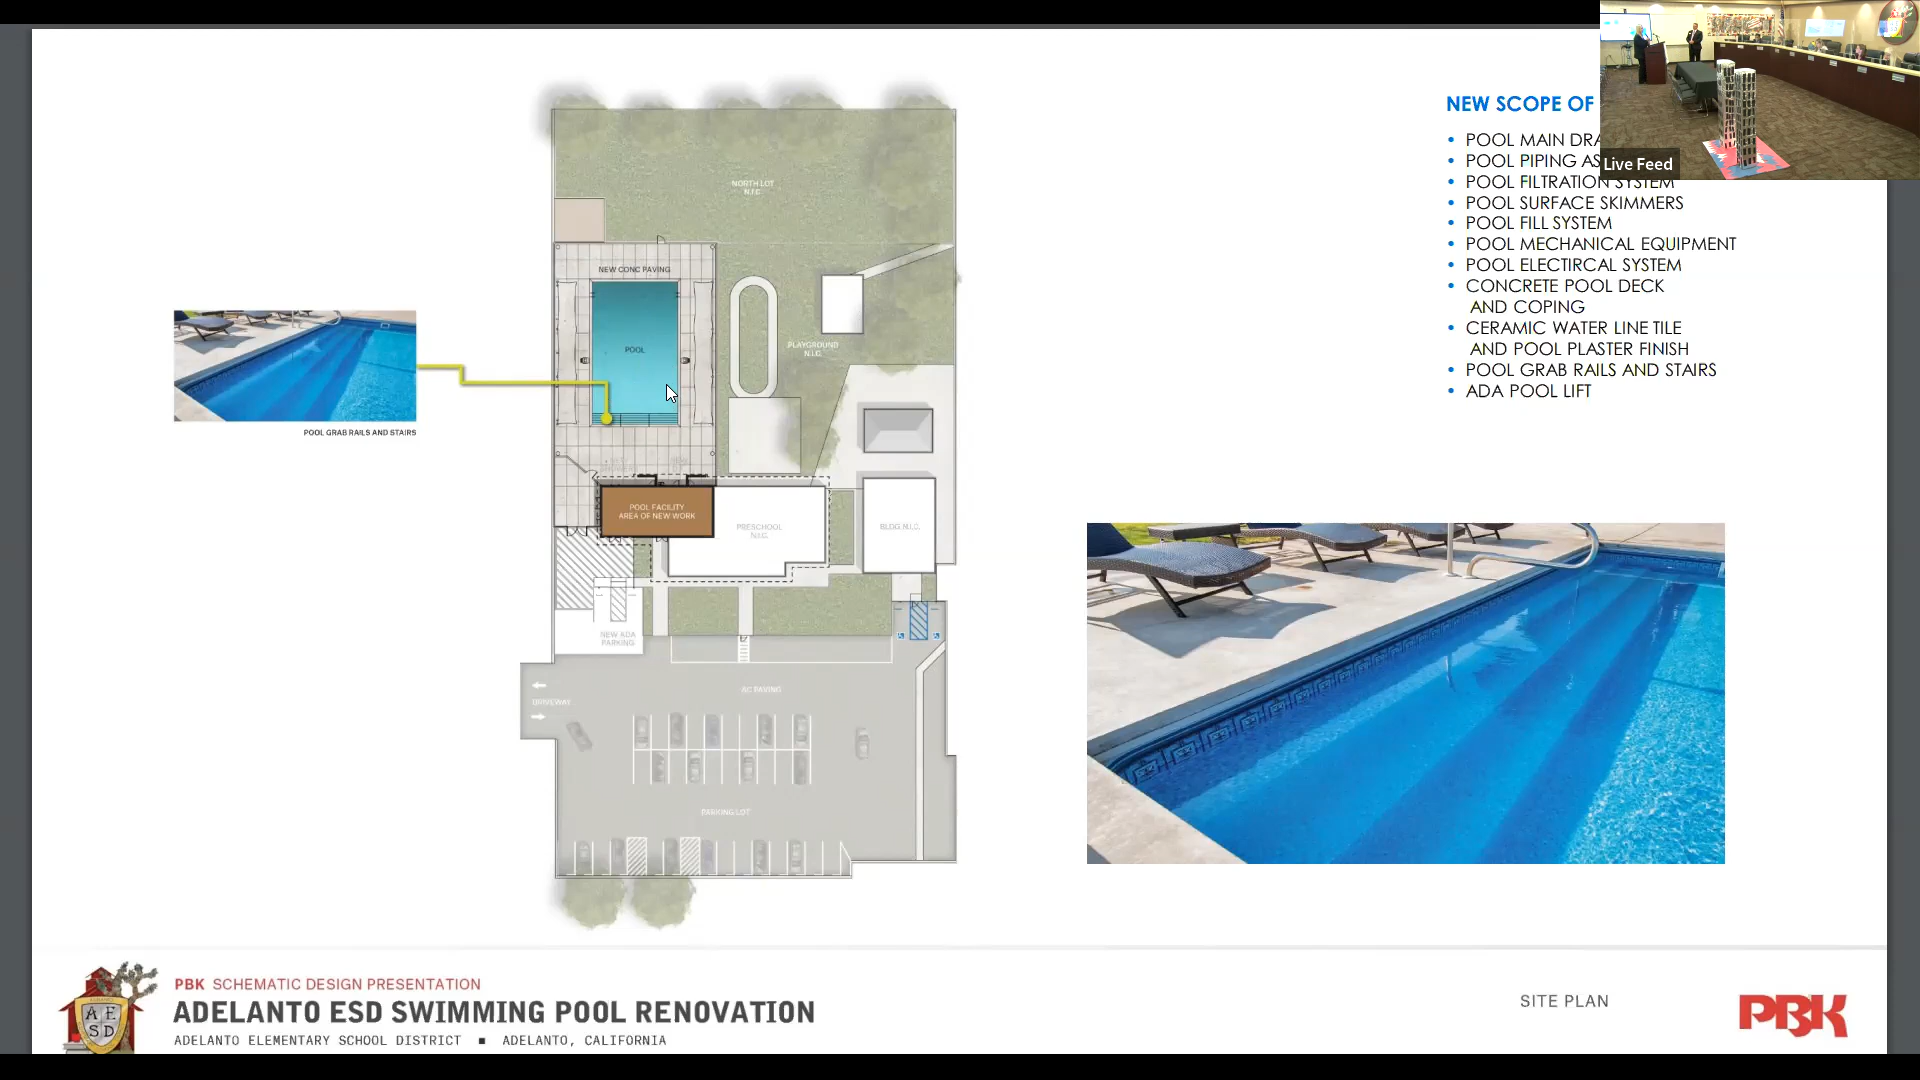 NEW SCOPE OF
• POOL MAIN DRA
• POOL PIPING AS
• POOL FILTRATION SYSTEM
• POOL SURFACE SKIMMERS
• POOL FILL SYSTEM
• POOL MECHANICAL EQUIPMENT
• POOL ELECTIRCAL SYSTEM
• CONCRETE POOL DECK
AND COPING
• CERAMIC WATER LINE TILE
AND POOL PLASTER FINISH
• POOL GRAB RAILS AND STAIRS
• ADA POOL LIFT
Live Feed
NORTH LOT
N.I.C.
NEW CONC PAVING
POOL
PLAYGROUND
N.I.C.
POOL GRAB RAILS AND STAIRS
POOL FACILITY
AREA OF NEW WORK
PRESCHOOL
N.I.C.
BLDG N.I.C.
NEW ADA
PARKING
AC PAVING
DRIVEWAY
PARKING LOT
PBK SCHEMATIC DESIGN PRESENTATION
ADELANTO ESD SWIMMING POOL RENOVATION
ADELANTO ELEMENTARY SCHOOL DISTRICT ■ ADELANTO, CALIFORNIA
SITE PLAN
PBK
A E
S D